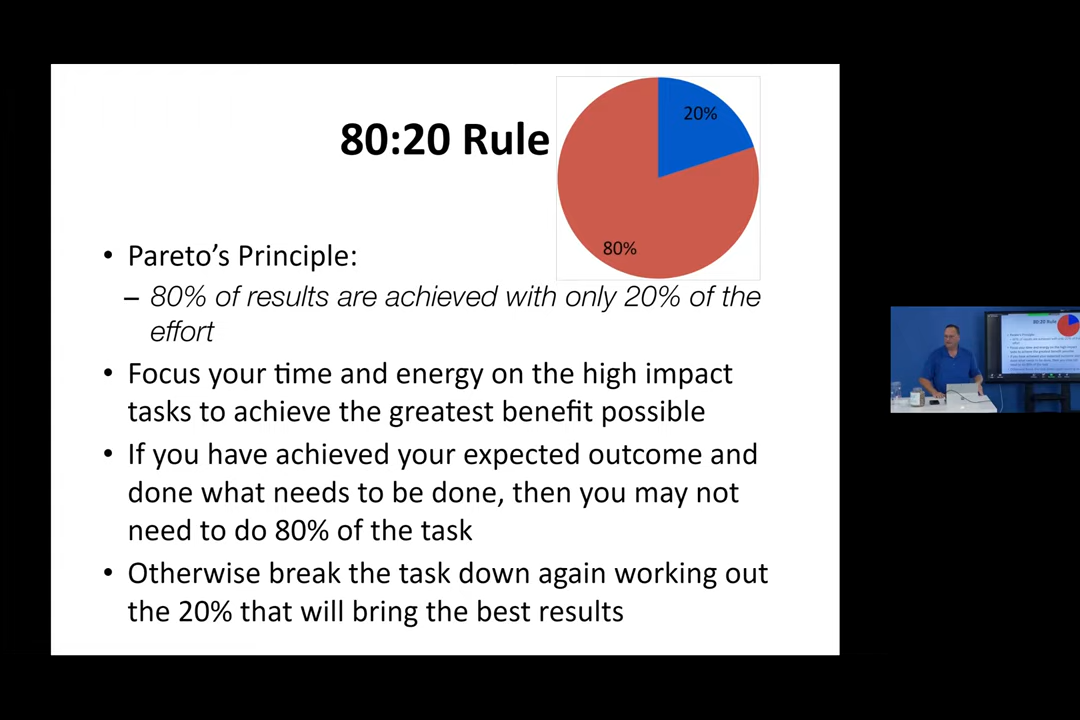 80:20 Rule
20%
80%
• Pareto’s Principle:
– 80% of results are achieved with only 20% of the
effort
• Focus your time and energy on the high impact
tasks to achieve the greatest benefit possible
• If you have achieved your expected outcome and
done what needs to be done, then you may not
need to do 80% of the task
• Otherwise break the task down again working out
the 20% that will bring the best results
80:20 Rule